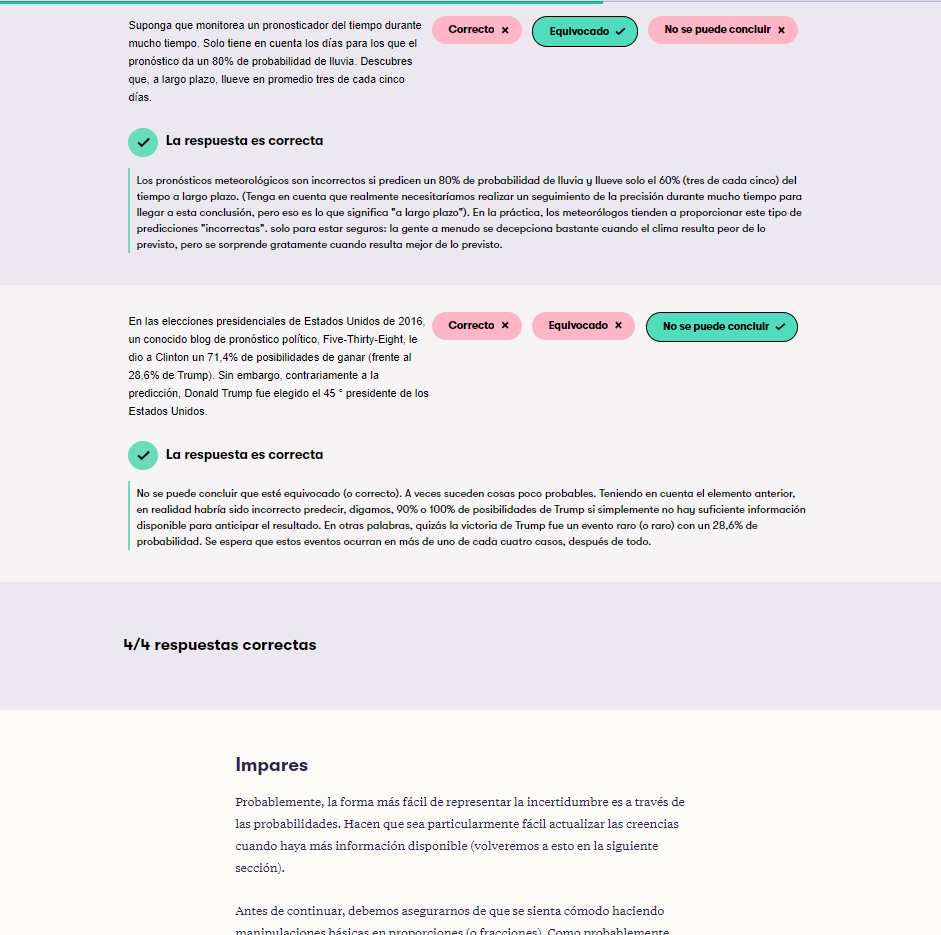 Suponga que monitorea un pronosticador del tiempo durante
mucho tiempo. Solo tiene en cuenta los días para los que el
pronóstico da un 80% de probabilidad de lluvia. Descubres
que, a largo plazo, llueve en promedio tres de cada cinco
días.
Correcto ×
Equivocado ✓
No se puede concluir ×
La respuesta es correcta
Los pronósticos meteorológicos son incorrectos si predicen un 80% de probabilidad de lluvia y llueve solo el 60% (tres de cada cinco) del
tiempo a largo plazo. (Tenga en cuenta que realmente necesitaríamos realizar un seguimiento de la precisión durante mucho tiempo para
llegar a esta conclusión, pero eso es lo que significa "a largo plazo"). En la práctica, los meteorólogos tienden a proporcionar este tipo de
predicciones "incorrectas". solo para estar seguros: la gente a menudo se decepciona bastante cuando el clima resulta peor de lo
previsto, pero se sorprende gratamente cuando resulta mejor de lo previsto.
En las elecciones presidenciales de Estados Unidos de 2016,
un conocido blog de pronóstico político, Five-Thirty-Eight, le
dio a Clinton un 71,4% de posibilidades de ganar (frente al
28,6% de Trump). Sin embargo, contrariamente a la
predicción, Donald Trump fue elegido el 45 ° presidente de los
Estados Unidos.
Correcto ×
Equivocado ×
No se puede concluir ✓
La respuesta es correcta
No se puede concluir que esté equivocado (o correcto). A veces suceden cosas poco probables. Teniendo en cuenta el elemento anterior,
en realidad habría sido incorrecto predecir, digamos, 90% o 100% de posibilidades de Trump si simplemente no hay suficiente información
disponible para anticipar el resultado. En otras palabras, quizás la victoria de Trump fue un evento raro (o raro) con un 28,6% de
probabilidad. Se espera que estos eventos ocurran en más de uno de cada cuatro casos, después de todo.
4/4 respuestas correctas
Impares
Probablemente, la forma más fácil de representar la incertidumbre es a través de
las probabilidades. Hacen que sea particularmente fácil actualizar las creencias
cuando haya más información disponible (volveremos a esto en la siguiente
sección).
Antes de continuar, debemos asegurarnos de que se sienta cómodo haciendo
manipulaciones básicas en proporciones (o fracciones). Como probablemente